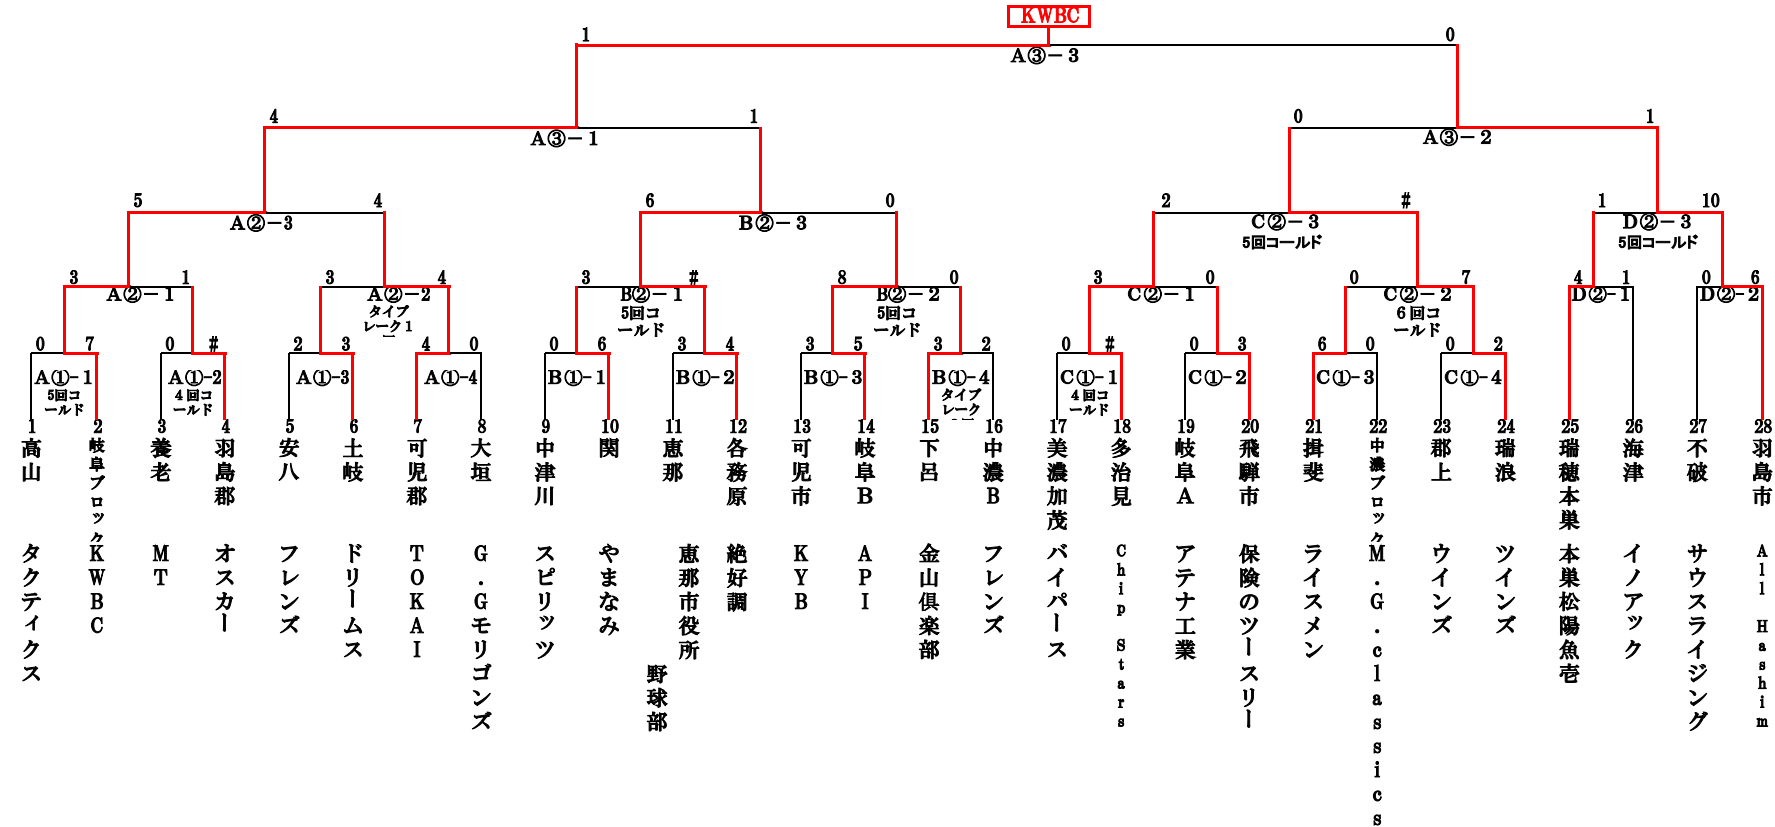 KWBC
1 0
A③－3
4 1 0 1
A③－1 A③－2
5 4 6 0 2 # 1 10
A②－3 B②－3 C②－3 D②－3
5回コールド 5回コールド
3 1 3 4 3 # 8 0 3 0 0 7 4 1 0 6
A②－1 A②－2 B②－1 B②－2 C②－1 C②－2 D②-1 D②-2
タイブ 5回コ 5回コ 6回コ
レーク1 ールド ールド ールド
0 7 0 # 2 3 4 0 0 6 3 4 3 5 3 2 0 # 0 3 6 0 0 2
A①-1 A①-2 A①-3 A①-4 B①-1 B①-2 B①-3 B①-4 C①-1 C①-2 C①-3 C①-4
5回コ 4回コ タイブ 4回コ
ールド ールド レーク ールド
1 2 3 4 5 6 7 8 9 10 11 12 13 14 15 16 17 18 19 20 21 22 23 24 25 26 27 28
高山
岐阜ブロック
養老
羽島郡
安八
土岐
可児郡
大垣
中津川
関
恵那
各務原
可児市
岐阜B
下呂
中濃B
美濃加茂
多治見
岐阜A
飛騨市
揖斐
中濃ブロック
郡上
瑞浪
瑞穂本巣
海津
不破
羽島市
タクティクス
KWBC
MT
オスカー
フレンズ
ドリームス
TOKAI
G.Gモリゴンズ
スピリッツ
やまなみ
恵那市役所
野球部
絶好調
KYB
API
金山倶楽部
フレンズ
バイパース
Chip Stars
アテナ工業
保険のツースリー
ライスメン
M.G.classics
ウインズ
ツインズ
本巣松陽魚壱
イノアック
サウスライジング
All Hashim